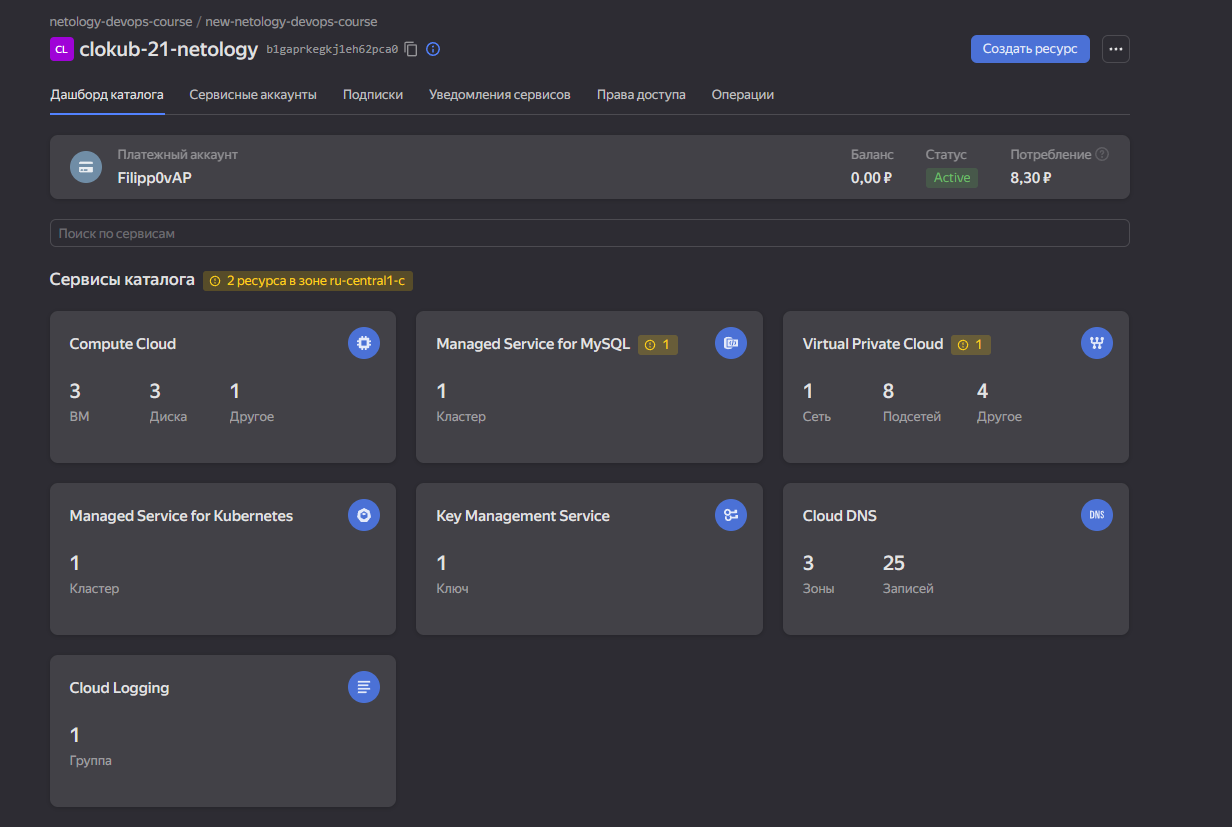 netology-devops-course / new-netology-devops-course
CL clokub-21-netology b1gaprkegkj1eh62pca0
Создать ресурс
Дашборд каталога Сервисные аккаунты Подписки Уведомления сервисов Права доступа Операции
Платежный аккаунт Баланс Статус Потребление
Filipp0vAP 0,00 ₽ Active 8,30 ₽
Поиск по сервисам
Сервисы каталога 2 ресурса в зоне ru-central1-c
Compute Cloud
3 3 1
ВМ Диска Другое
Managed Service for MySQL 1
1
Кластер
Virtual Private Cloud 1
1 8 4
Сеть Подсетей Другое
Managed Service for Kubernetes
1
Кластер
Key Management Service
1
Ключ
Cloud DNS DNS
3 25
Зоны Записей
Cloud Logging
1
Группа